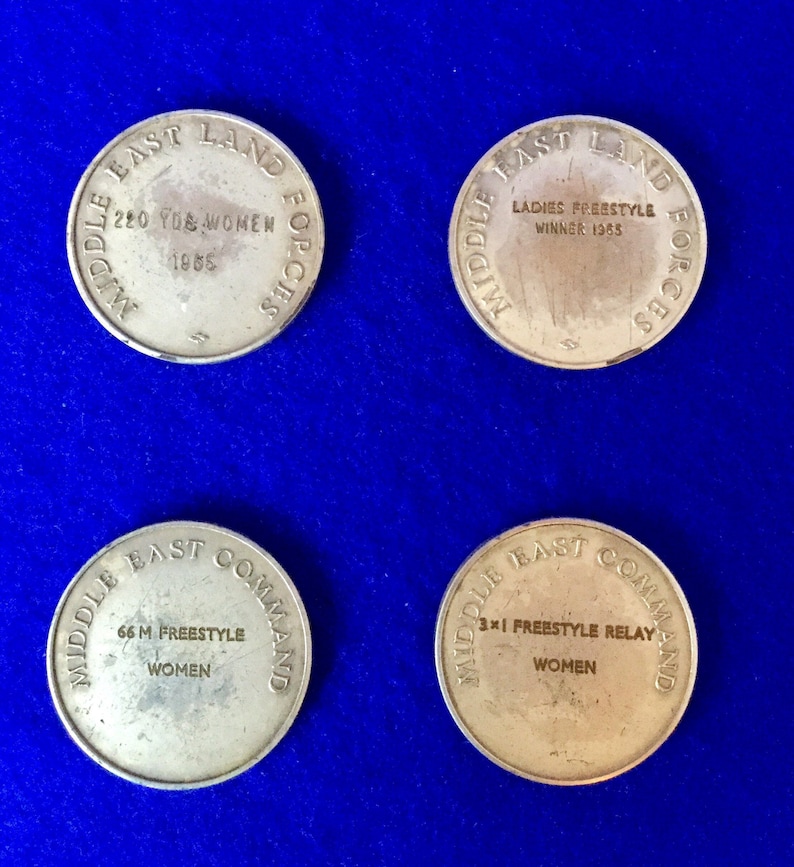 MIDDLE EAST LAND FORCES
220 YDS WOMEN
1955
MIDDLE EAST LAND FORCES
LADIES FREESTYLE
WINNER 1955
MIDDLE EAST COMMAND
66 M FREESTYLE
WOMEN
MIDDLE EAST COMMAND
3×1 FREESTYLE RELAY
WOMEN